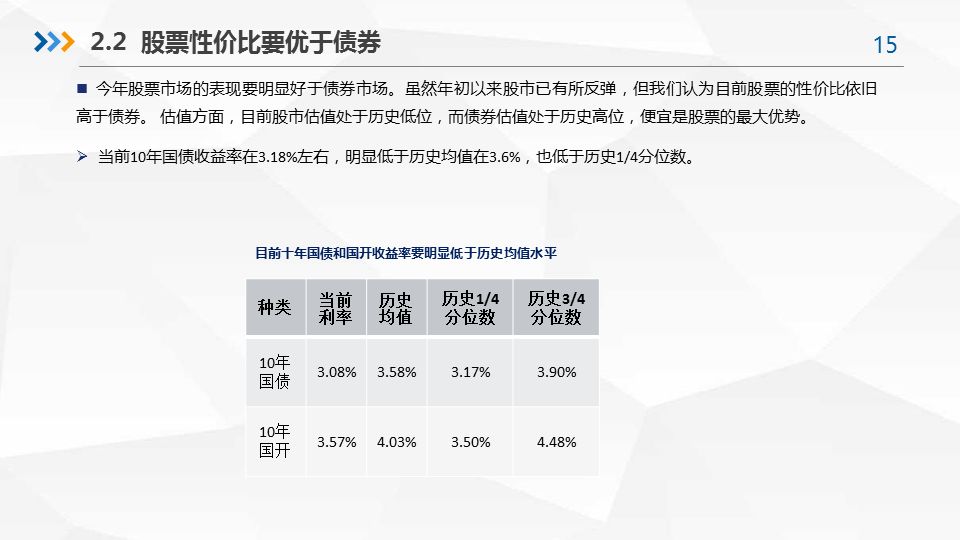 2.2 股票性价比要优于债券
15
■ 今年股票市场的表现要明显好于债券市场。虽然年初以来股市已有所反弹，但我们认为目前股票的性价比依旧
高于债券。 估值方面，目前股市估值处于历史低位，而债券估值处于历史高位，便宜是股票的最大优势。
➢ 当前10年国债收益率在3.18%左右，明显低于历史均值在3.6%，也低于历史1/4分位数。
目前十年国债和国开收益率要明显低于历史均值水平
种类 当前利率 历史均值 历史1/4分位数 历史3/4分位数
10年国债 3.08% 3.58% 3.17% 3.90%
10年国开 3.57% 4.03% 3.50% 4.48%